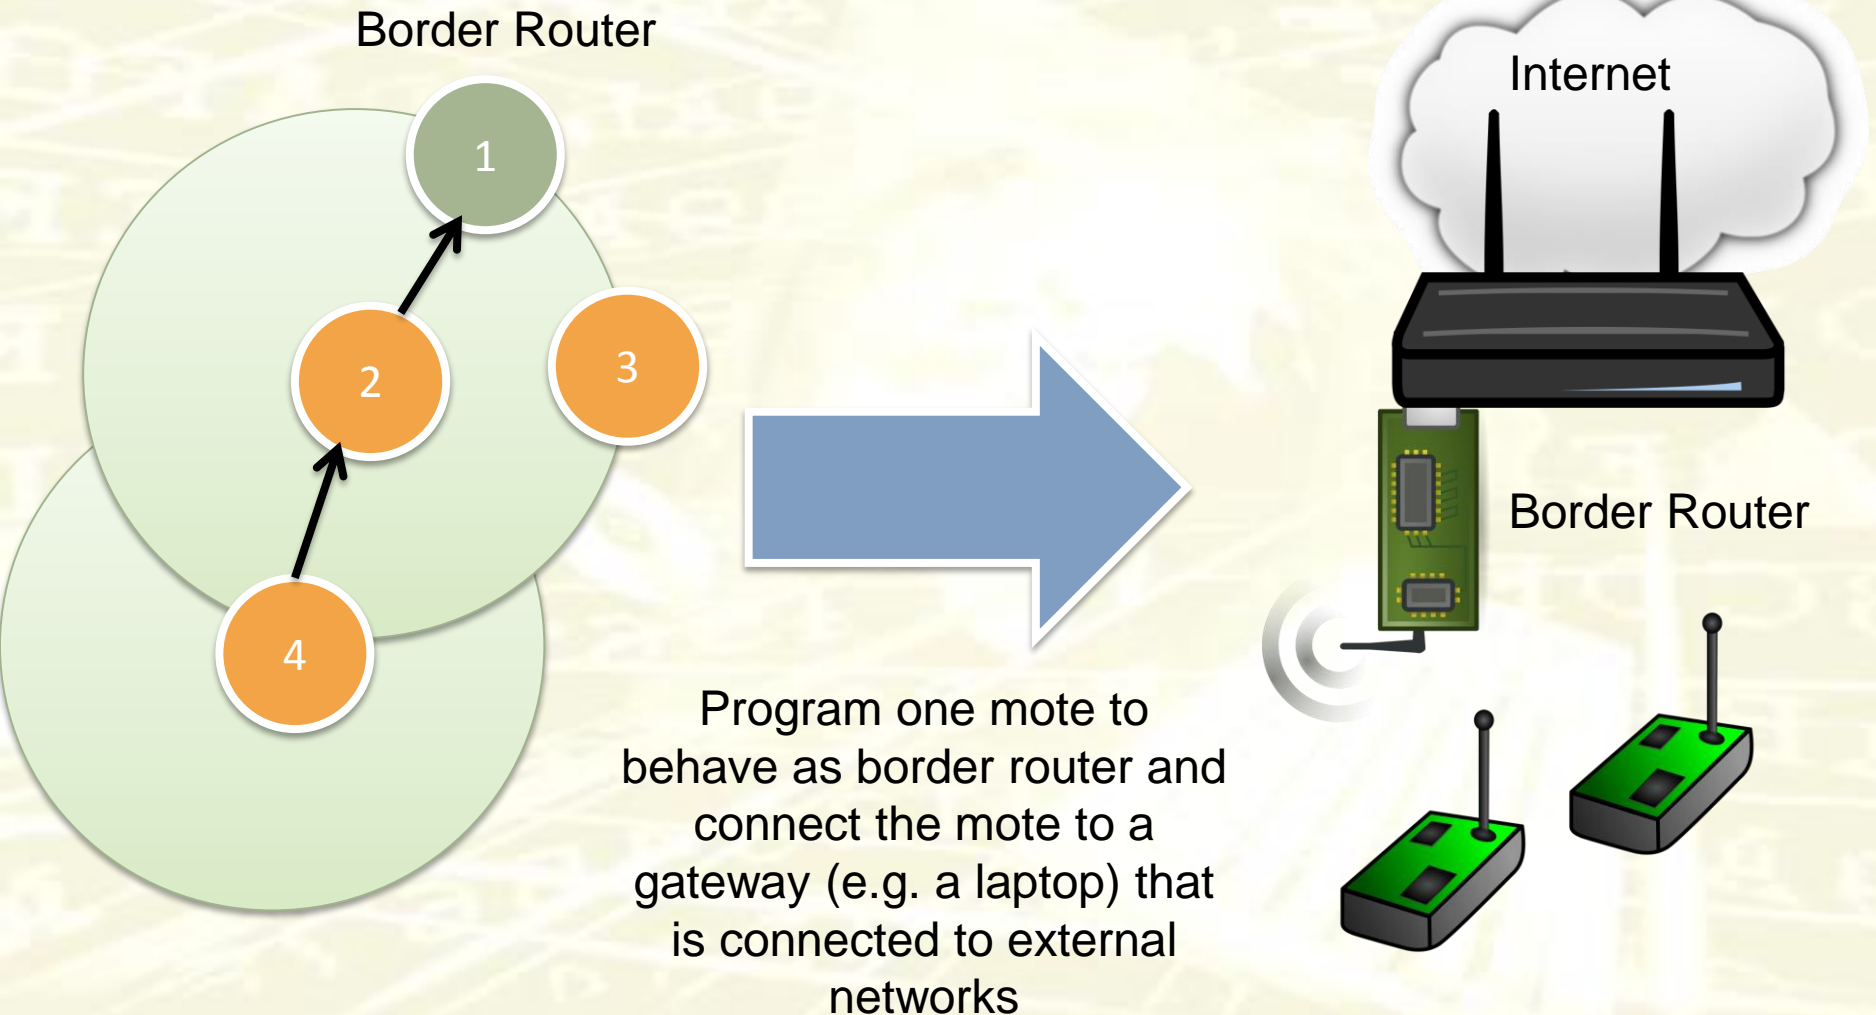 Border Router
1
2
3
4
Program one mote to
behave as border router and
connect the mote to a
gateway (e.g. a laptop) that
is connected to external
networks
Internet
Border Router